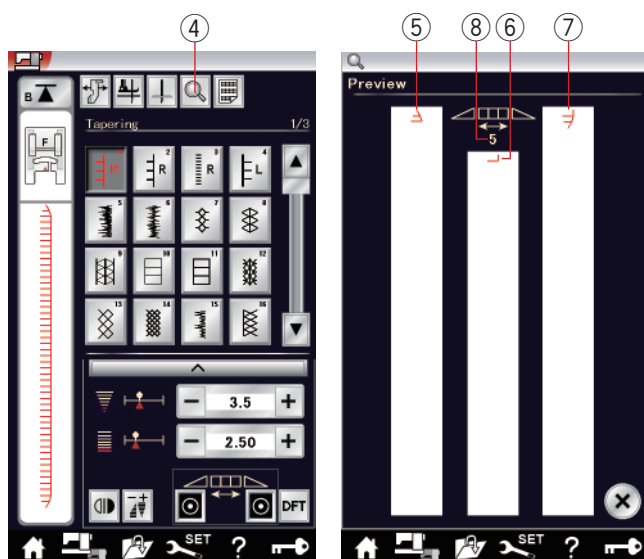 ④
⑤ ⑧ ⑥ ⑦
B
F
Tapering 1/3
1 R 2 R 3 R 4 L
5 6 7 8
9 10 11 12
13 14 15 16
− 3.5 +
− 2.50 +
− +
DFT
SET ?
Preview
5
SET ?